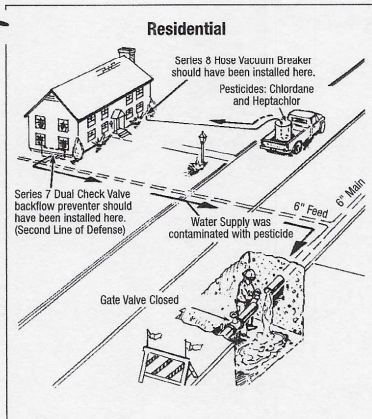 Residential
Series 8 Hose Vacuum Breaker
should have been installed here.
Pesticides: Chlordane
and Heptachlor
Series 7 Dual Check Valve
backflow preventer should
have been installed here.
(Second Line of Defense)
Water Supply was
contaminated with pesticide
6" Feed
6" Main
Gate Valve Closed